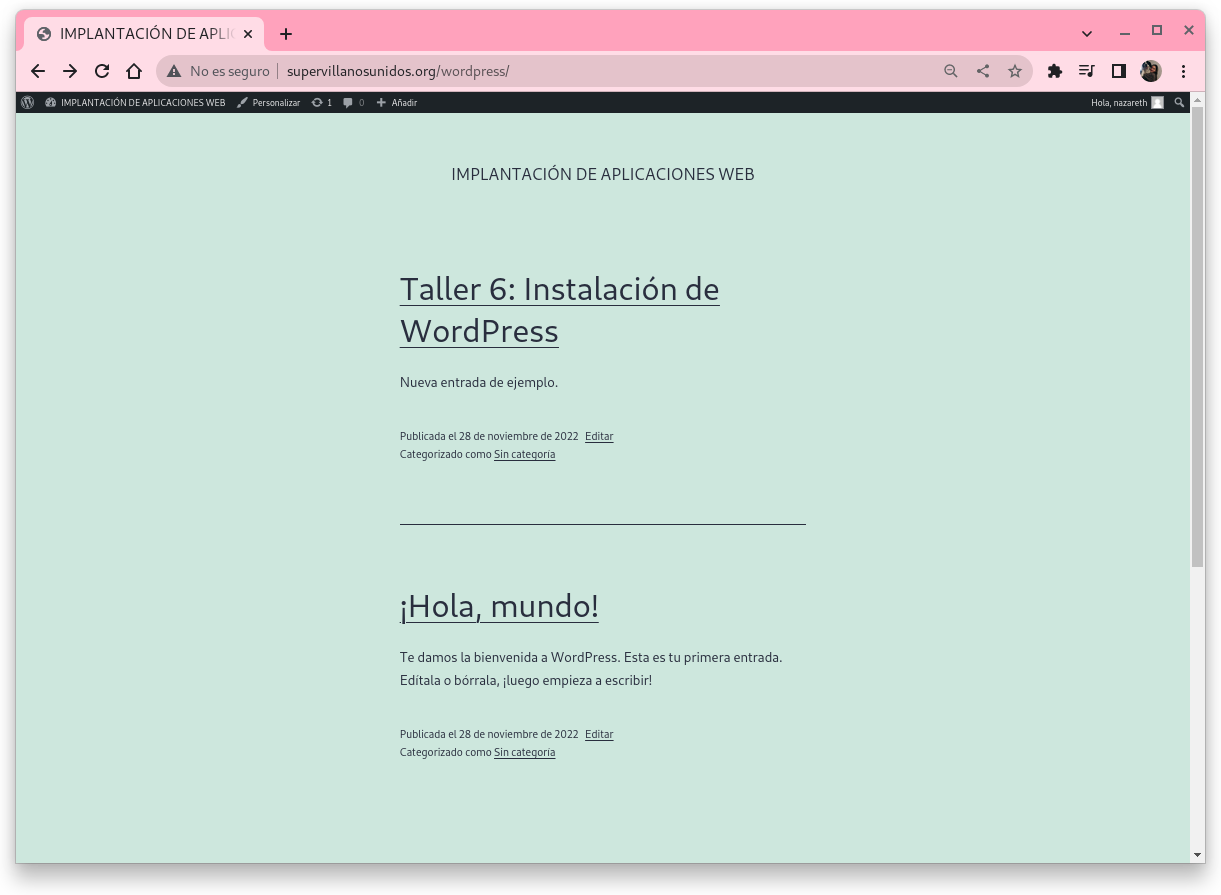 IMPLANTACIÓN DE APLIC
No es seguro supervillanosunidos.org/wordpress/
IMPLANTACIÓN DE APLICACIONES WEB Personalizar 1 0 Añadir Hola, nazareth
IMPLANTACIÓN DE APLICACIONES WEB
Taller 6: Instalación de
WordPress
Nueva entrada de ejemplo.
Publicada el 28 de noviembre de 2022 Editar
Categorizado como Sin categoría
¡Hola, mundo!
Te damos la bienvenida a WordPress. Esta es tu primera entrada.
Edítala o bórrala, ¡luego empieza a escribir!
Publicada el 28 de noviembre de 2022 Editar
Categorizado como Sin categoría